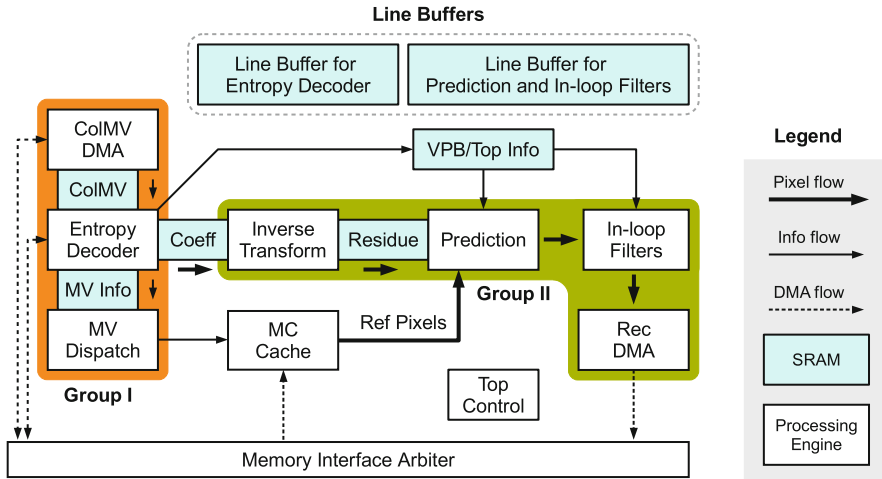 Line Buffers
Line Buffer for
Entropy Decoder
Line Buffer for
Prediction and In-loop Filters
ColMV
DMA
VPB/Top Info
ColMV
Entropy
Decoder
Coeff
Inverse
Transform
Residue
Prediction
In-loop
Filters
MV Info
Group II
MV
Dispatch
MC
Cache
Ref Pixels
Rec
DMA
Group I
Top
Control
Memory Interface Arbiter
Legend
Pixel flow
Info flow
DMA flow
SRAM
Processing
Engine